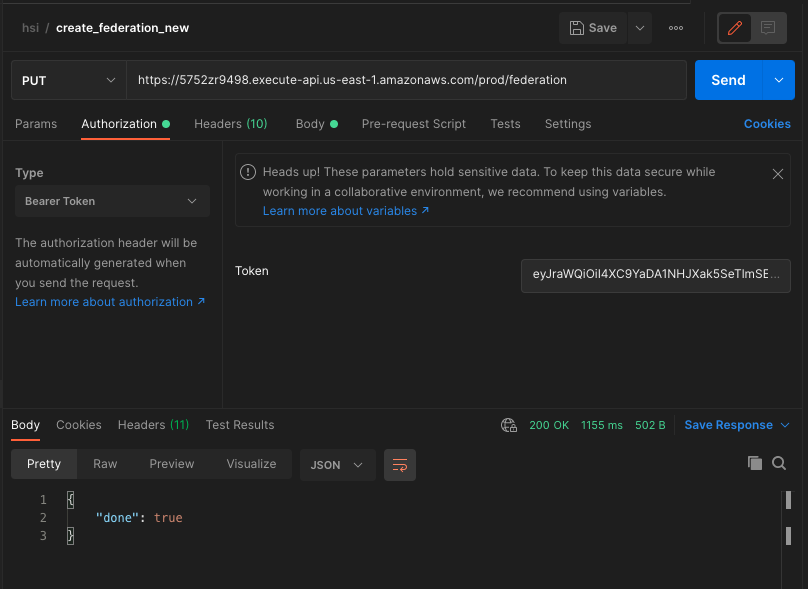 hsi / create_federation_new
Save
PUT
https://5752zr9498.execute-api.us-east-1.amazonaws.com/prod/federation
Send
Params Authorization Headers (10) Body Pre-request Script Tests Settings Cookies
Type
Bearer Token
The authorization header will be
automatically generated when
you send the request.
Learn more about authorization ↗
Heads up! These parameters hold sensitive data. To keep this data secure while
working in a collaborative environment, we recommend using variables.
Learn more about variables ↗
Token
eyJraWQiOiI4XC9YaDA1NHJXak5SeTlmSE...
Body Cookies Headers (11) Test Results
200 OK 1155 ms 502 B Save Response
Pretty Raw Preview Visualize JSON
1 {
2 "done": true
3 }